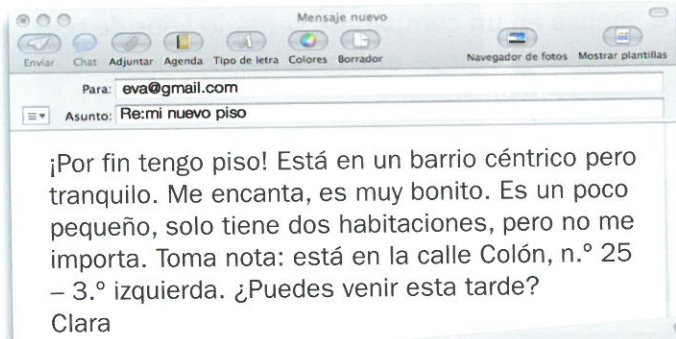 Mensaje nuevo
Enviar Chat Adjuntar Agenda Tipo de letra Colores Borrador Navegador de fotos Mostrar plantillas
Para: eva@gmail.com
Asunto: Re:mi nuevo piso
¡Por fin tengo piso! Está en un barrio céntrico pero
tranquilo. Me encanta, es muy bonito. Es un poco
pequeño, solo tiene dos habitaciones, pero no me
importa. Toma nota: está en la calle Colón, n.º 25
– 3.º izquierda. ¿Puedes venir esta tarde?
Clara